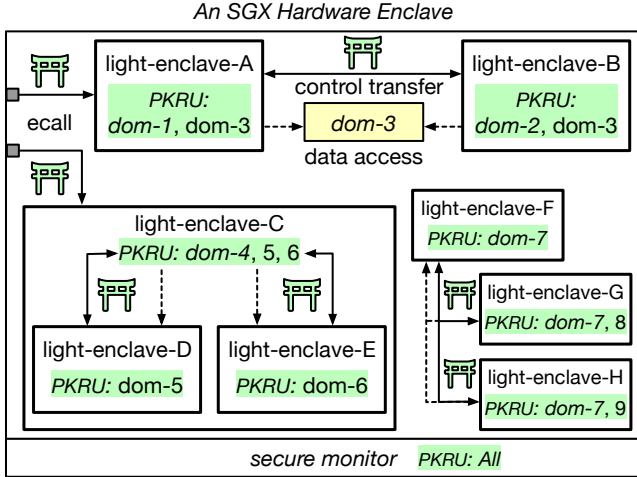 An SGX Hardware Enclave
light-enclave-A
PKRU:
dom-1, dom-3
ecall
control transfer
dom-3
data access
light-enclave-B
PKRU:
dom-2, dom-3
light-enclave-C
PKRU: dom-4, 5, 6
light-enclave-D
PKRU: dom-5
light-enclave-E
PKRU: dom-6
light-enclave-F
PKRU: dom-7
light-enclave-G
PKRU: dom-7, 8
light-enclave-H
PKRU: dom-7, 9
secure monitor PKRU: All